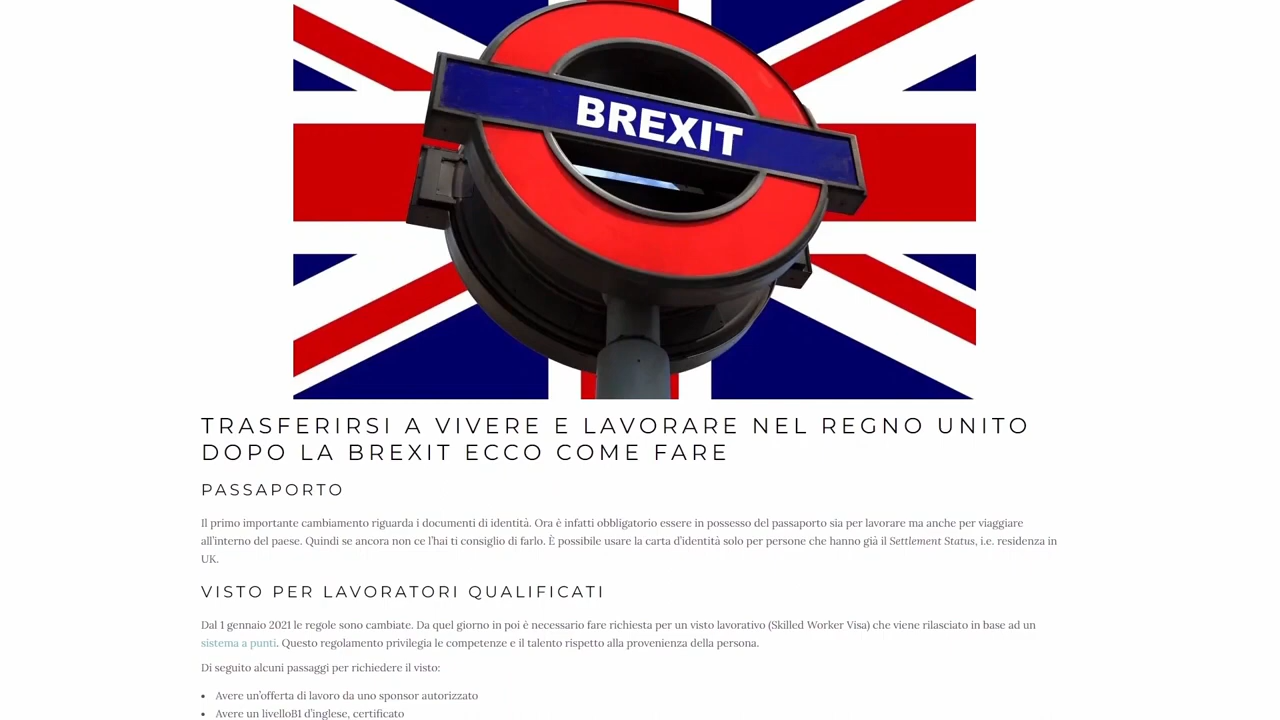 BREXIT
TRASFERIRSI A VIVERE E LAVORARE NEL REGNO UNITO
DOPO LA BREXIT ECCO COME FARE
PASSAPORTO
Il primo importante cambiamento riguarda i documenti di identità. Ora è infatti obbligatorio essere in possesso del passaporto sia per lavorare ma anche per viaggiare
all'interno del paese. Quindi se ancora non ce l'hai ti consiglio di farlo. È possibile usare la carta d'identità solo per persone che hanno già il Settlement Status, i.e. residenza in
UK.
VISTO PER LAVORATORI QUALIFICATI
Dal 1 gennaio 2021 le regole sono cambiate. Da quel giorno in poi è necessario fare richiesta per un visto lavorativo (Skilled Worker Visa) che viene rilasciato in base ad un
sistema a punti. Questo regolamento privilegia le competenze e il talento rispetto alla provenienza della persona.
Di seguito alcuni passaggi per richiedere il visto:
• Avere un'offerta di lavoro da uno sponsor autorizzato
• Avere un livelloB1 d'inglese, certificato